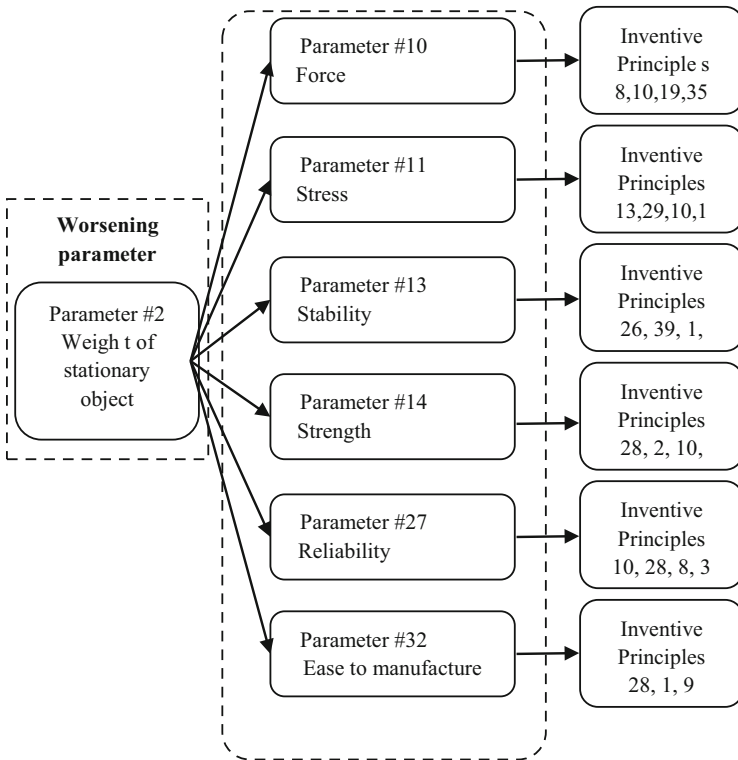 Worsening
parameter
Parameter #2
Weigh t of
stationary
object
Parameter #10
Force
Inventive
Principle s
8,10,19,35
Parameter #11
Stress
Inventive
Principles
13,29,10,1
Parameter #13
Stability
Inventive
Principles
26, 39, 1,
Parameter #14
Strength
Inventive
Principles
28, 2, 10,
Parameter #27
Reliability
Inventive
Principles
10, 28, 8, 3
Parameter #32
Ease to manufacture
Inventive
Principles
28, 1, 9